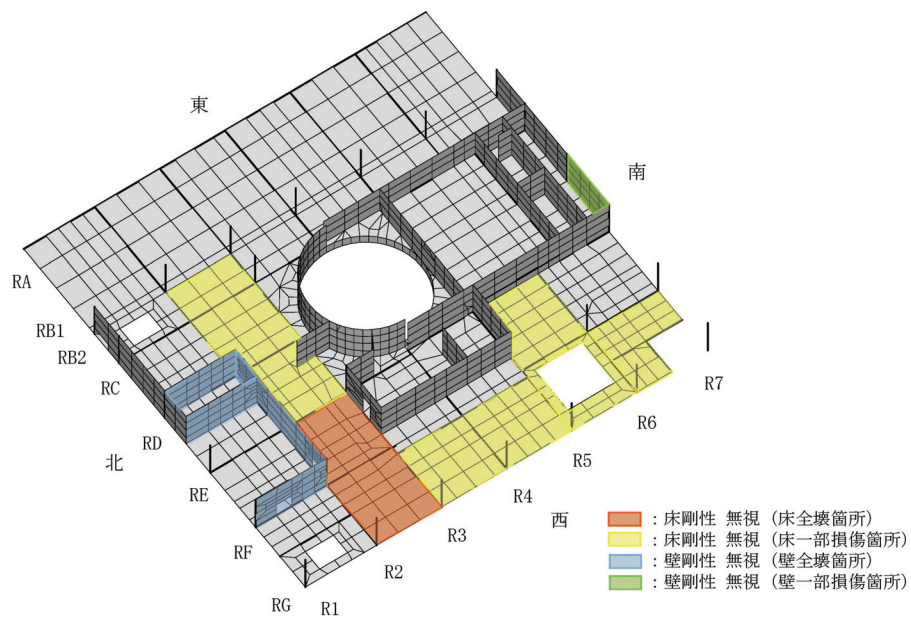 東
南
RA
RB1
RB2
RC
RD
北
RE
RF
RG
R1
R2
R3
R4
R5
R6
R7
西
：床剛性 無視（床全壊箇所）
：床剛性 無視（床一部損傷箇所）
：壁剛性 無視（壁全壊箇所）
：壁剛性 無視（壁一部損傷箇所）